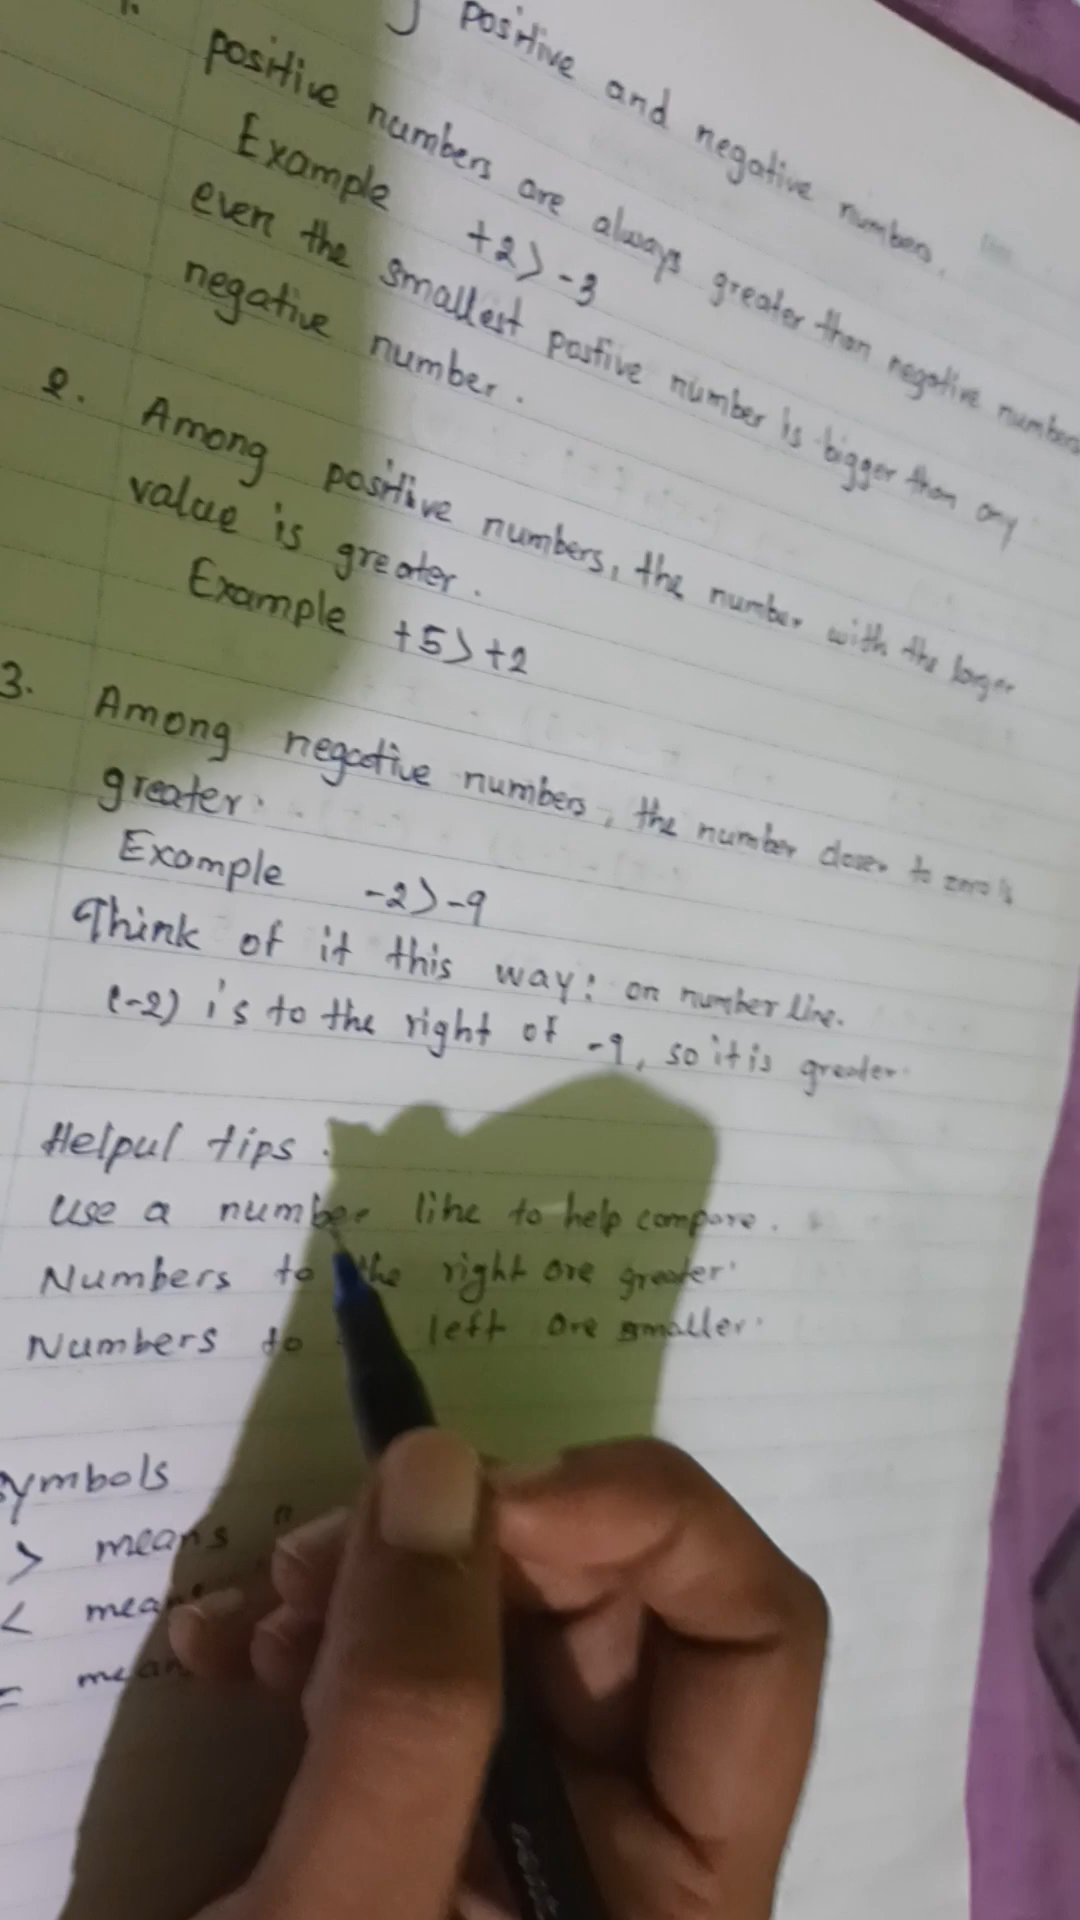 positive and negative numbers.
1. positive numbers are always greater than negative numbers
Example +2 > -3
even the smallest postive number is bigger than any
negative number.
2. Among positive numbers, the number with the larger
value is greater.
Example +5 > +2
3. Among negative numbers, the number closer to zero is
greater.
Example -2 > -9
Think of it this way: on number line.
(-2) is to the right of -9, so it is greater.
Helpul tips.
Use a number line to help compare.
Numbers to the right are greater.
Numbers to left are smaller.
symbols
> means "
< means
= mean